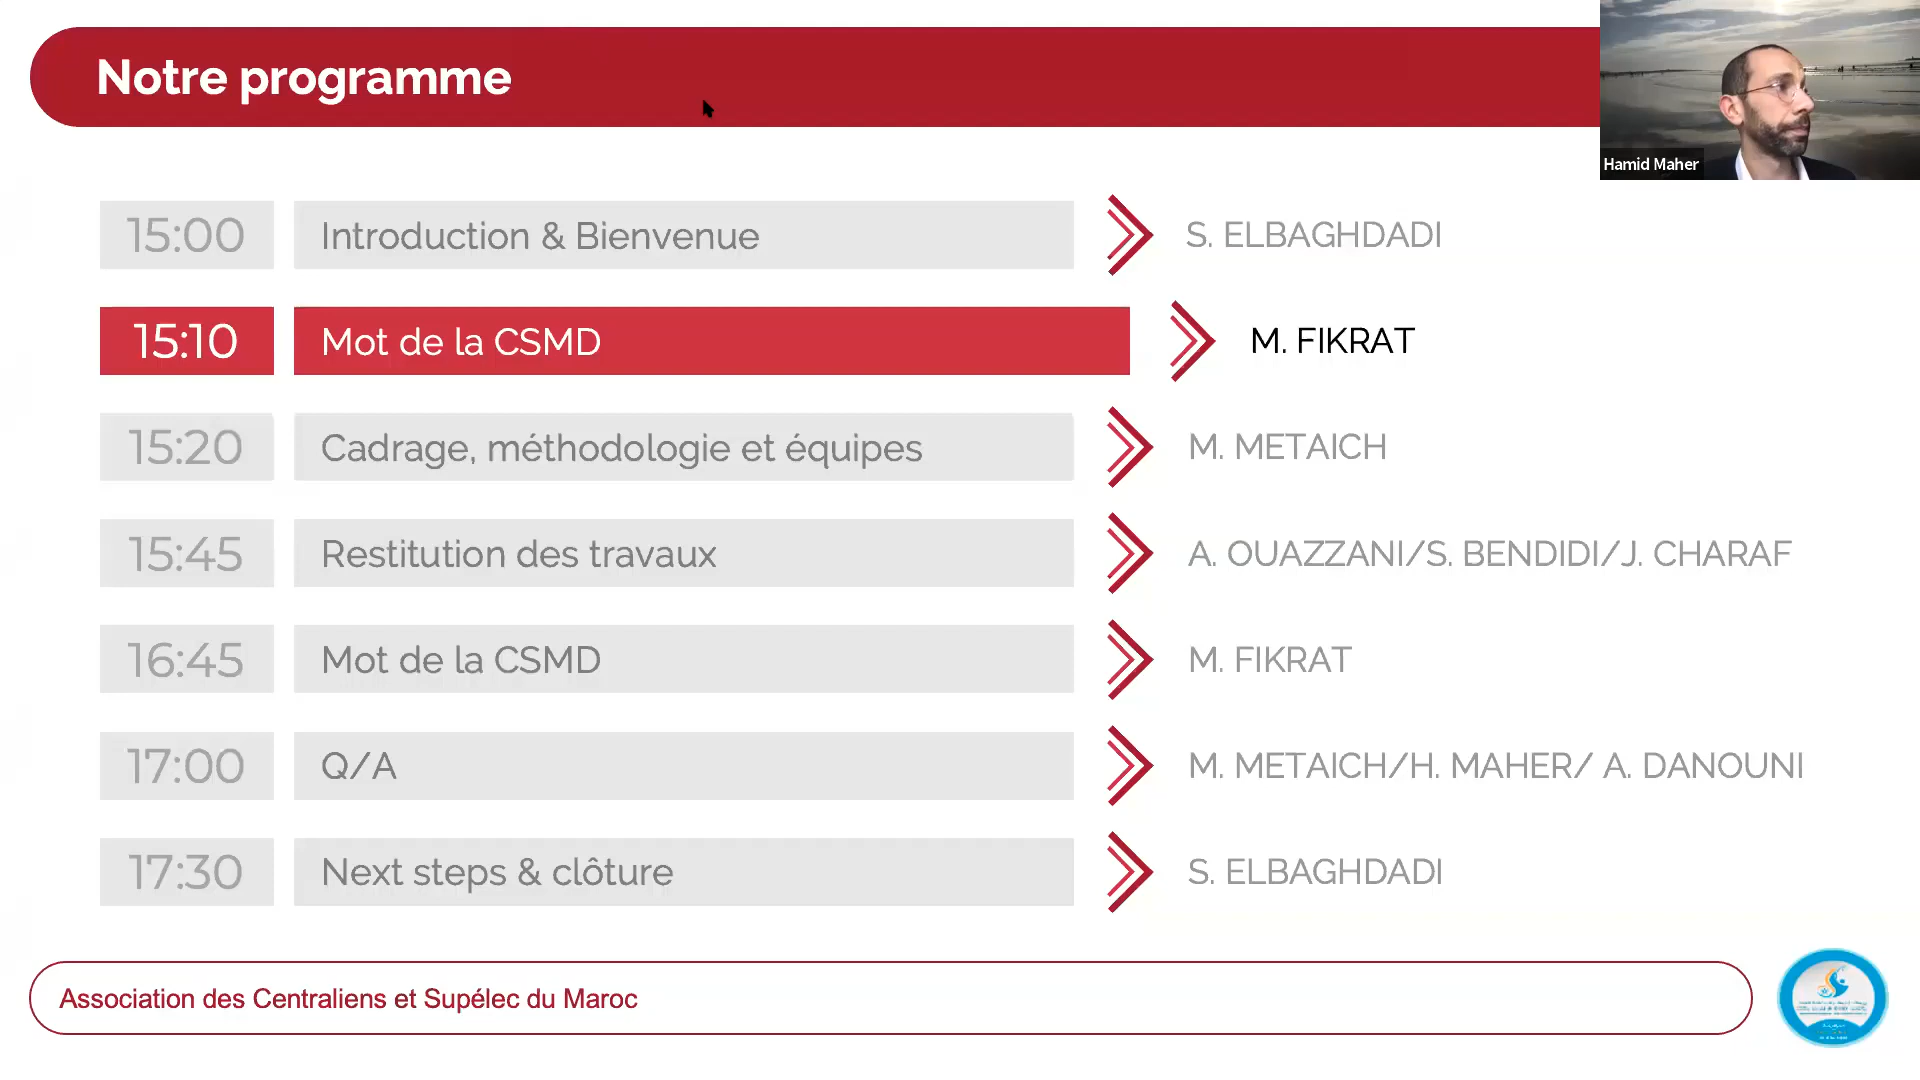 Notre programme
Hamid Maher
15:00 Introduction & Bienvenue S. ELBAGHDADI
15:10 Mot de la CSMD M. FIKRAT
15:20 Cadrage, méthodologie et équipes M. METAICH
15:45 Restitution des travaux A. OUAZZANI/S. BENDIDI/J. CHARAF
16:45 Mot de la CSMD M. FIKRAT
17:00 Q/A M. METAICH/H. MAHER/ A. DANOUNI
17:30 Next steps & clôture S. ELBAGHDADI
Association des Centraliens et Supélec du Maroc